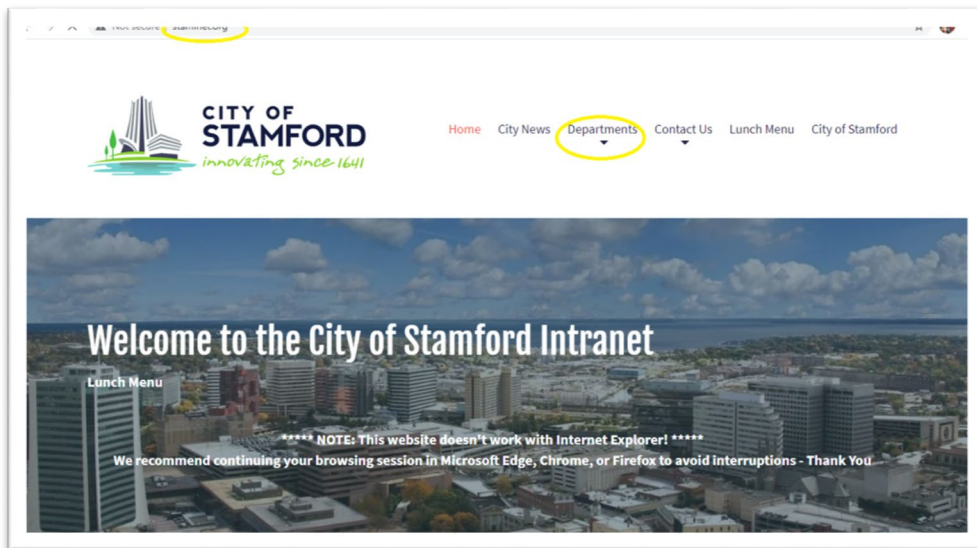 Not secure
CITY OF
STAMFORD
innovating since 1641
Home City News Departments Contact Us Lunch Menu City of Stamford
Welcome to the City of Stamford Intranet
Lunch Menu
***** NOTE: This website doesn't work with Internet Explorer! *****
We recommend continuing your browsing session in Microsoft Edge, Chrome, or Firefox to avoid interruptions - Thank You